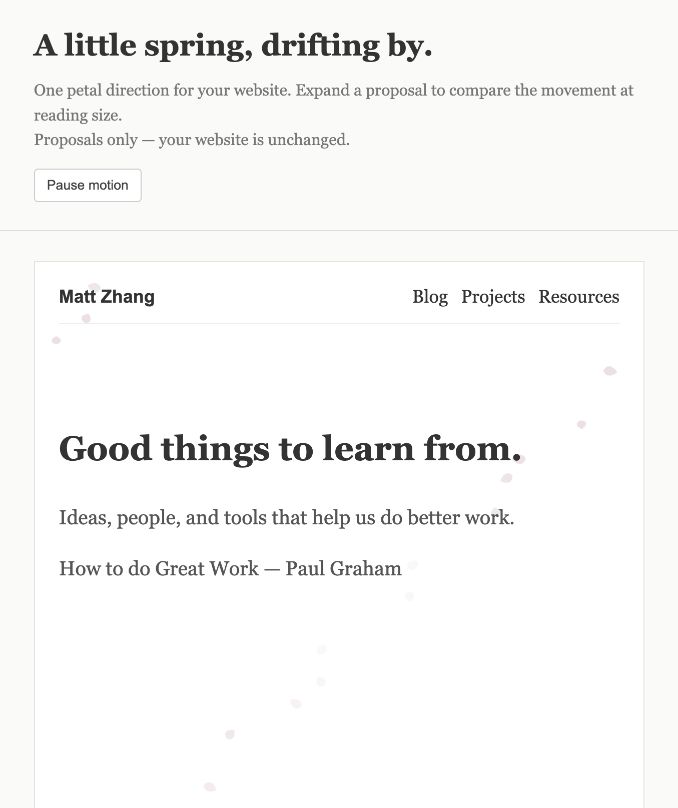 A little spring, drifting by.
One petal direction for your website. Expand a proposal to compare the movement at
reading size.
Proposals only — your website is unchanged.
Pause motion
Matt Zhang
Blog Projects Resources
Good things to learn from.
Ideas, people, and tools that help us do better work.
How to do Great Work — Paul Graham